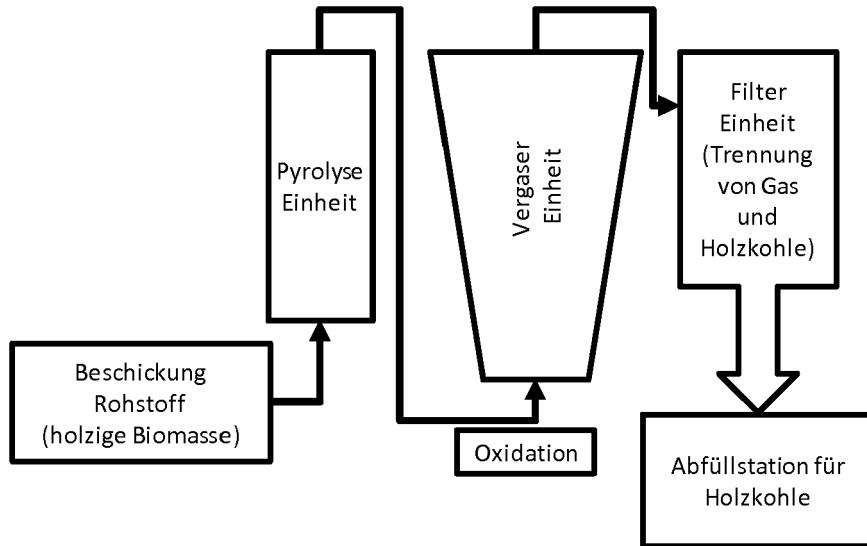 Pyrolyse
Einheit
Vergaser
Einheit
Filter
Einheit
(Trennung
von Gas
und
Holzkohle)
Beschickung
Rohstoff
(holzige Biomasse)
Oxidation
Abfüllstation für
Holzkohle